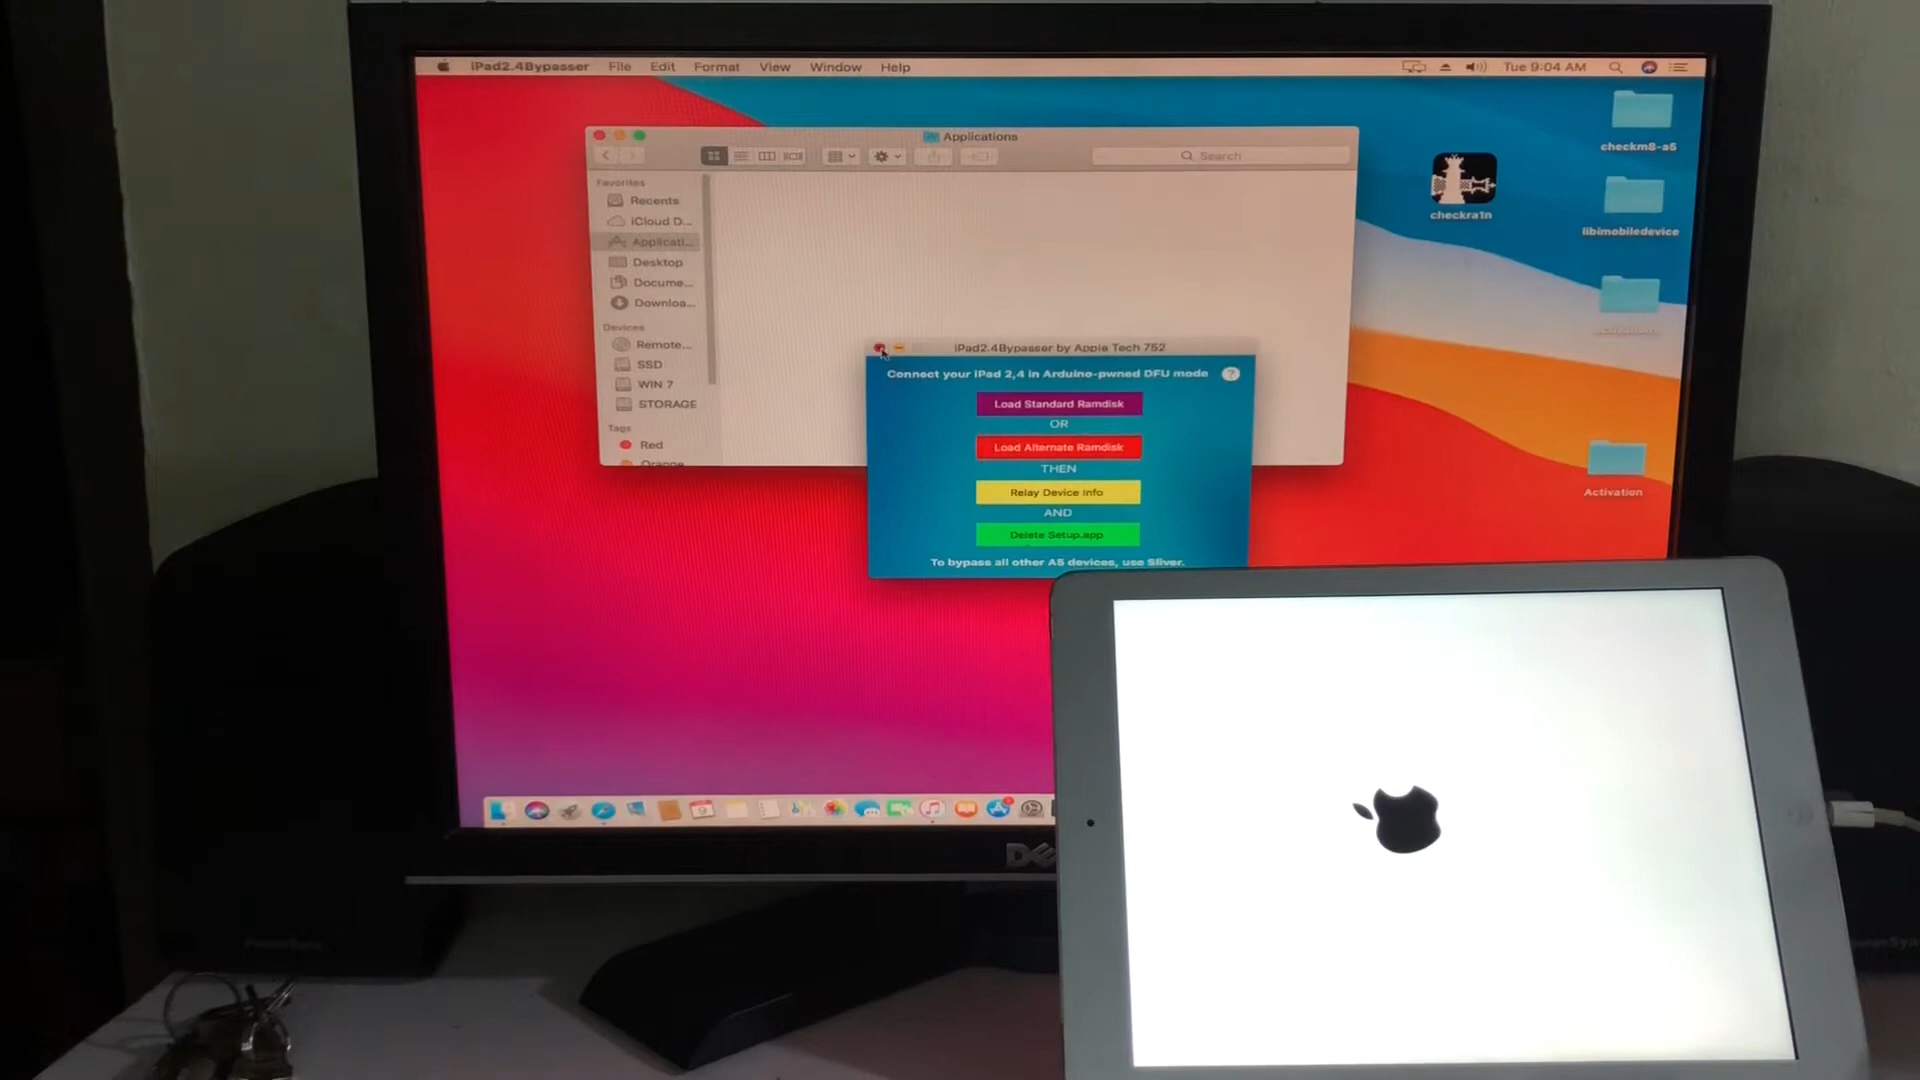 iPad2.4Bypasser File Edit Format View Window Help
Tue 9:04 AM
Applications
Search
Favorites
Recents
iCloud D...
Applicati...
Desktop
Docume...
Downloa...
Devices
Remote...
SSD
WIN 7
STORAGE
Tags
Red
Orange
iPad2.4Bypasser by Apple Tech 752
Connect your iPad 2,4 in Arduino-pwned DFU mode ?
Load Standard Ramdisk
OR
Load Alternate Ramdisk
THEN
Relay Device Info
AND
Delete Setup.app
To bypass all other A5 devices, use Sliver.
checkra1n
checkm8-a5
libimobiledevice
Activation